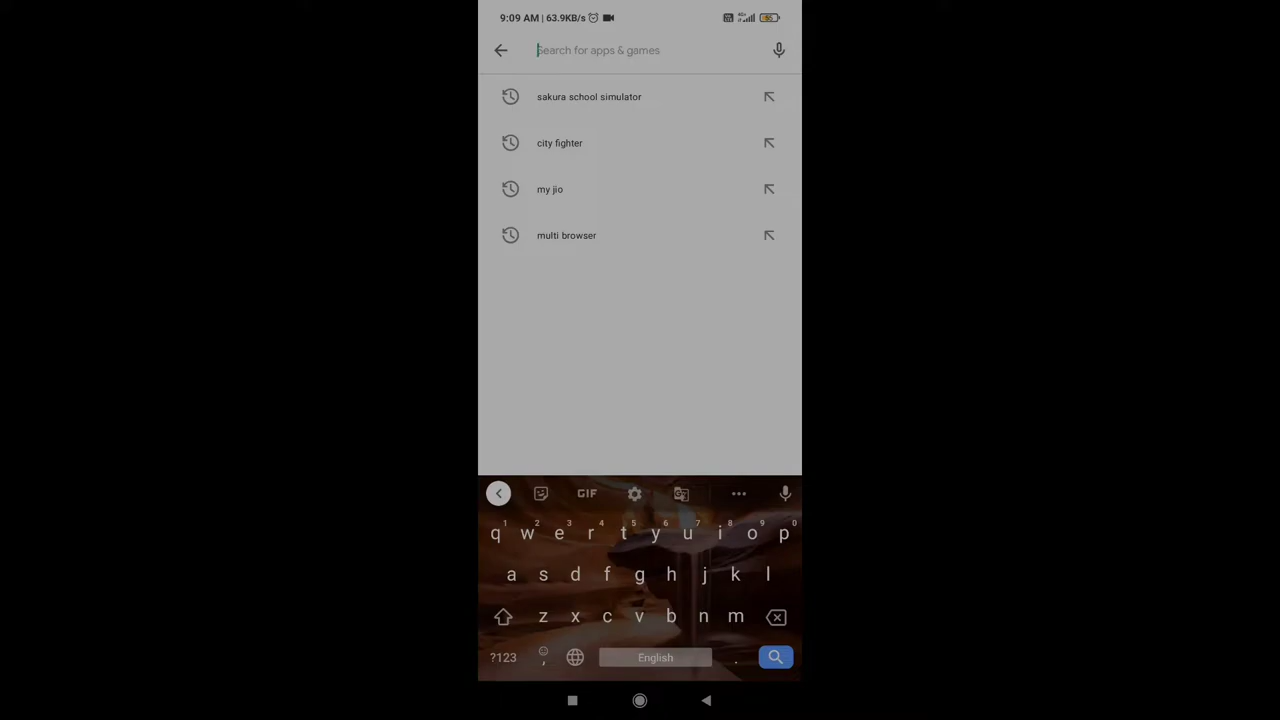 9:09 AM | 63.9KB/s
Search for apps & games
sakura school simulator
city fighter
my jio
multi browser
GIF
1 2 3 4 5 6 7 8 9 0
q w e r t y u i o p
a s d f g h j k l
z x c v b n m
?123 , English .